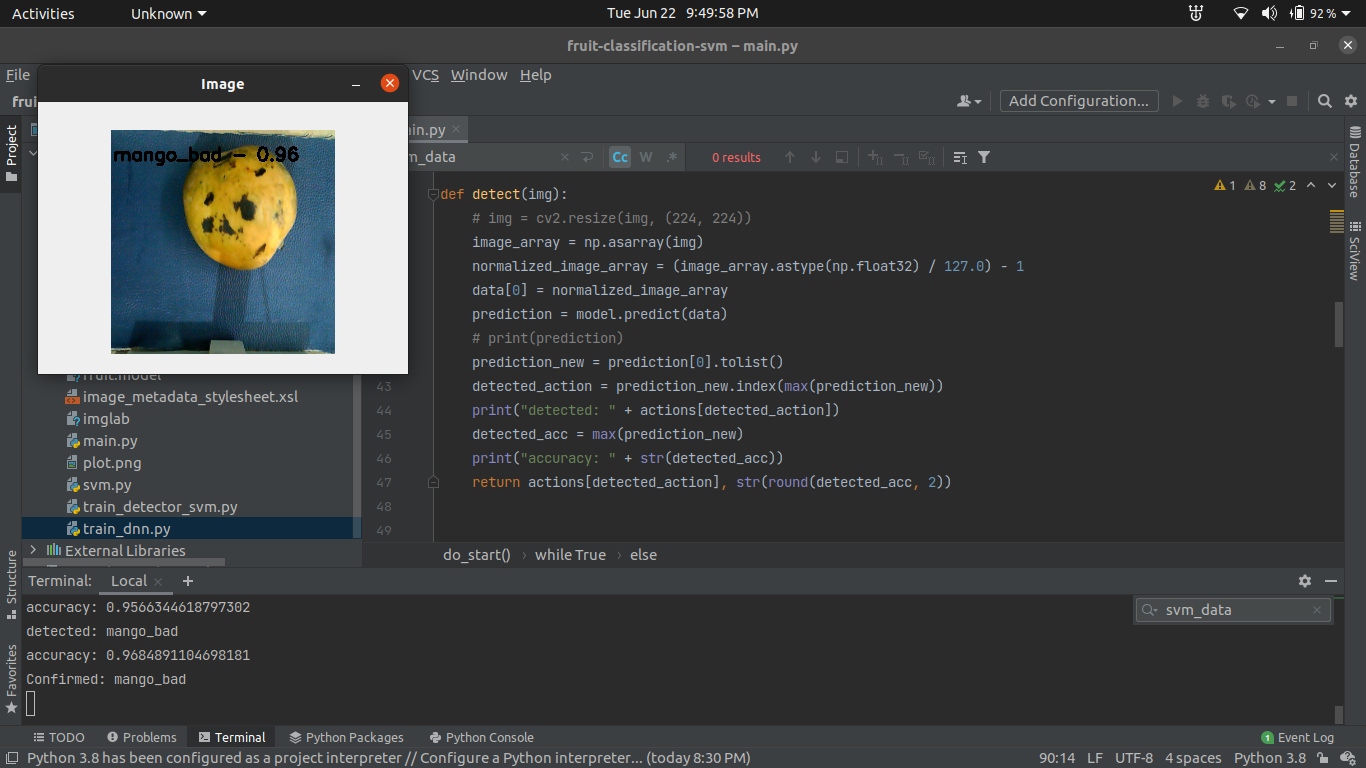 Activities
Unknown
Tue Jun 22 9:49:58 PM
92 %
fruit-classification-svm – main.py
File
VCS
Window
Help
Image
Add Configuration...
mango_bad - 0.96
Project
Structure
Favorites
Database
SciView
m_data
Cc
W
.*
0 results
1
8
2
def detect(img):
# img = cv2.resize(img, (224, 224))
image_array = np.asarray(img)
normalized_image_array = (image_array.astype(np.float32) / 127.0) - 1
data[0] = normalized_image_array
prediction = model.predict(data)
# print(prediction)
prediction_new = prediction[0].tolist()
43 detected_action = prediction_new.index(max(prediction_new))
44 print("detected: " + actions[detected_action])
45 detected_acc = max(prediction_new)
46 print("accuracy: " + str(detected_acc))
47 return actions[detected_action], str(round(detected_acc, 2))
48
49
image_metadata_stylesheet.xsl
imglab
main.py
plot.png
svm.py
train_detector_svm.py
train_dnn.py
External Libraries
do_start() › while True › else
Terminal:
Local
+
accuracy: 0.9566344618797302
detected: mango_bad
accuracy: 0.9684891104698181
Confirmed: mango_bad
svm_data
TODO
Problems
Terminal
Python Packages
Python Console
1 Event Log
Python 3.8 has been configured as a project interpreter // Configure a Python interpreter... (today 8:30 PM)
90:14
LF
UTF-8
4 spaces
Python 3.8